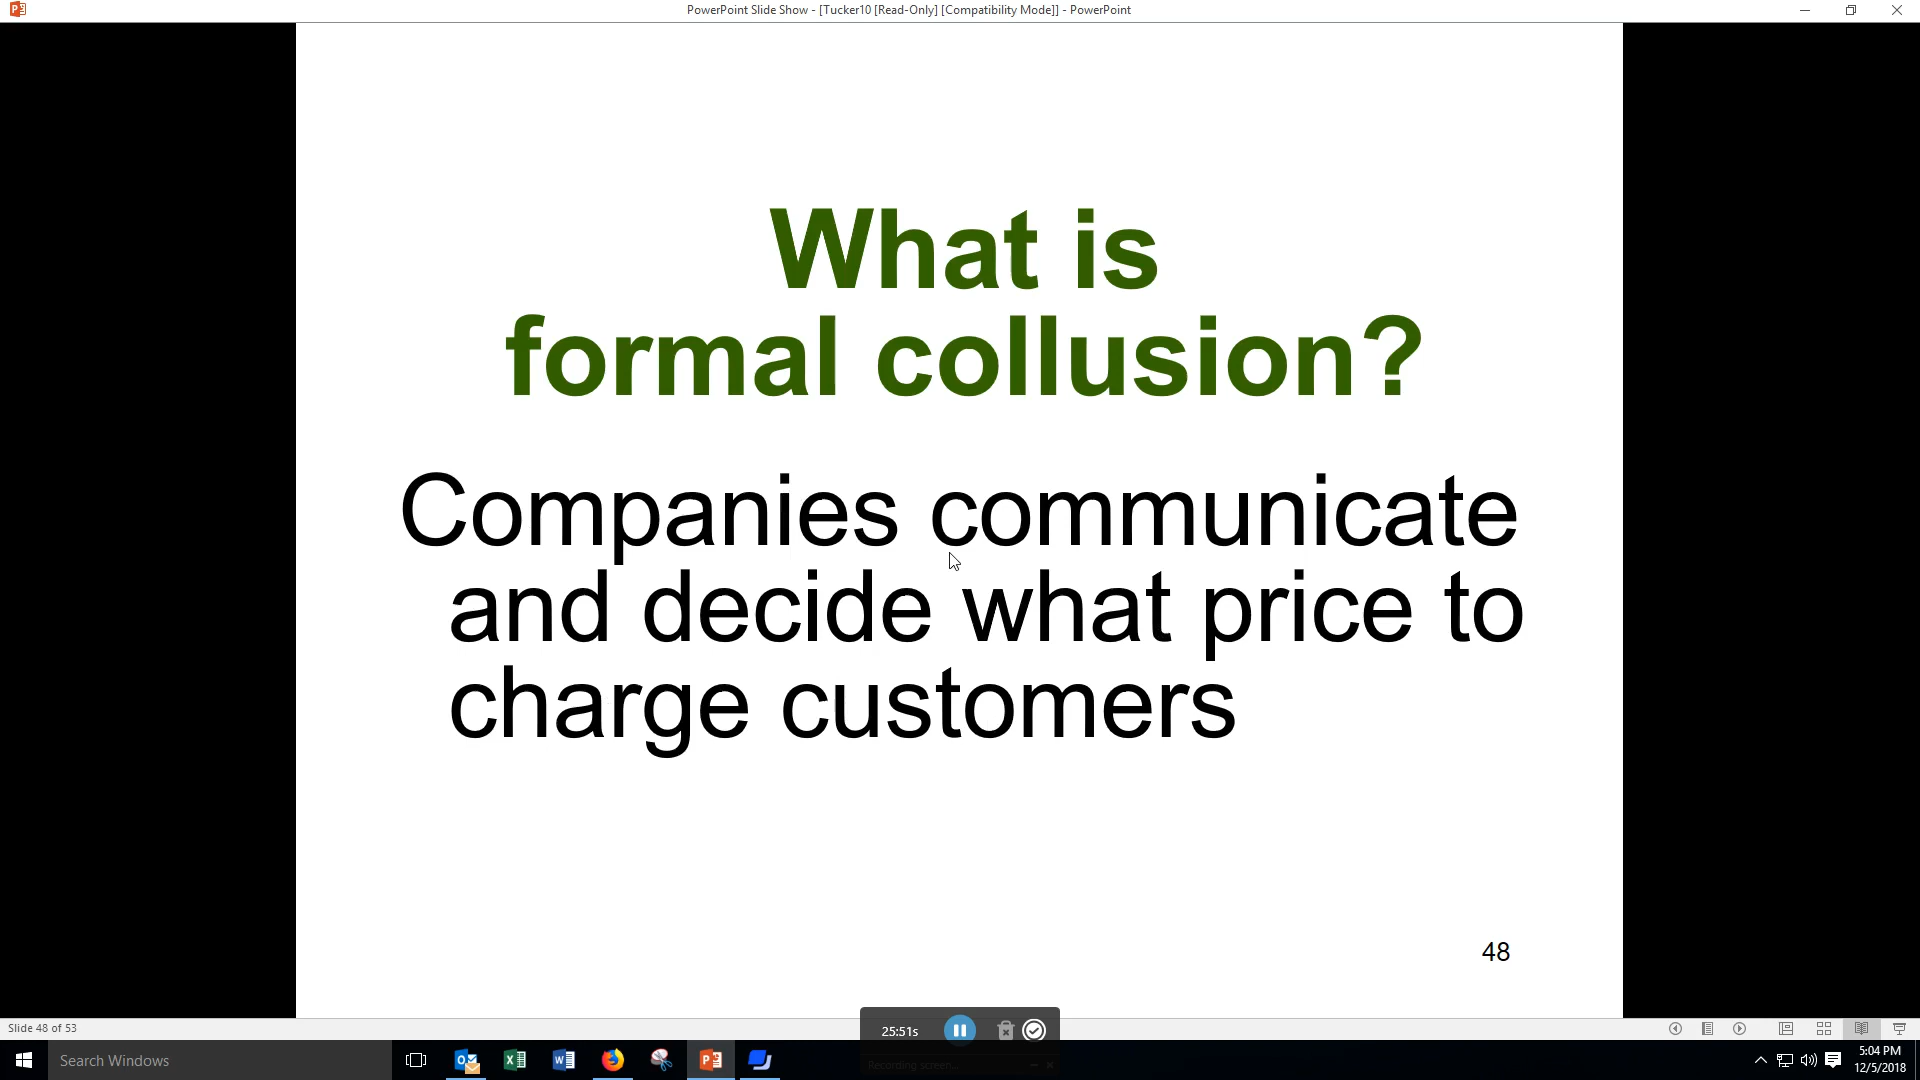 PowerPoint Slide Show - [Tucker10 [Read-Only] [Compatibility Mode]] - PowerPoint
What is
formal collusion?
Companies communicate
and decide what price to
charge customers
48
Slide 48 of 53
25:51s
Recording screen...
Search Windows
5:04 PM
12/5/2018